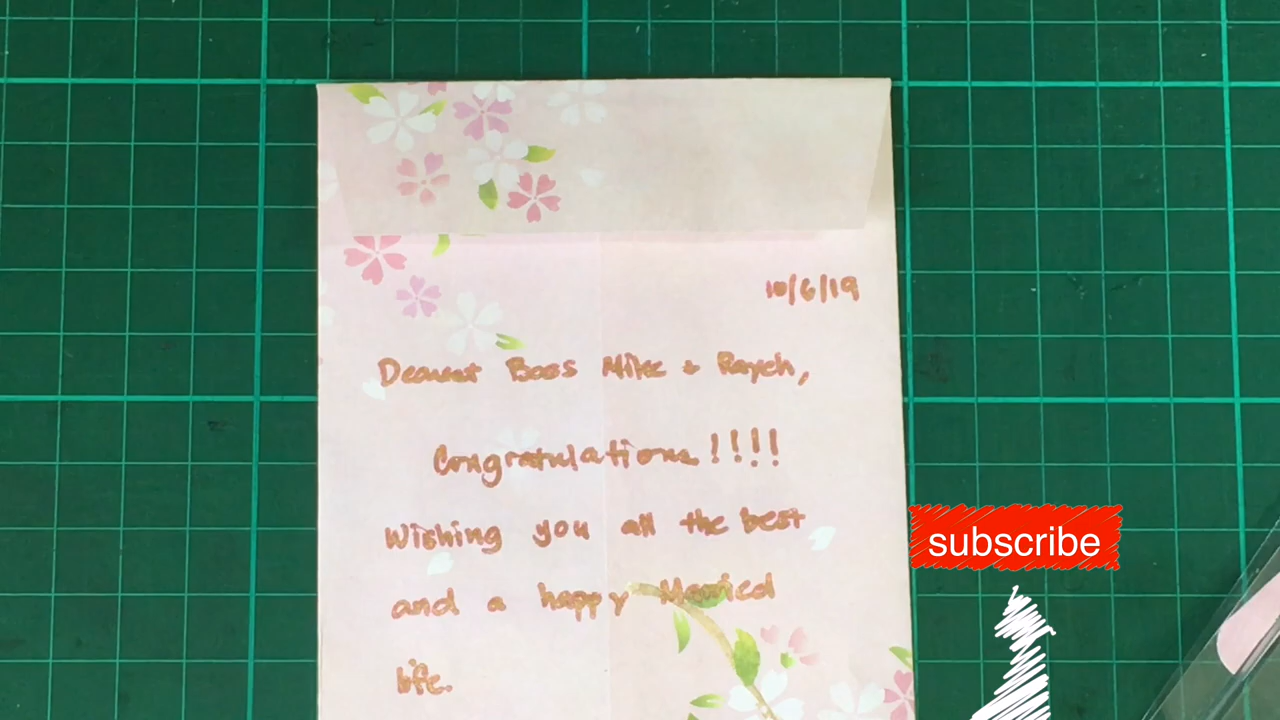 10/6/19
Dearest Boss Mike & Raych,
Congratulations!!!!
Wishing you all the best
and a happy Married
life.
subscribe